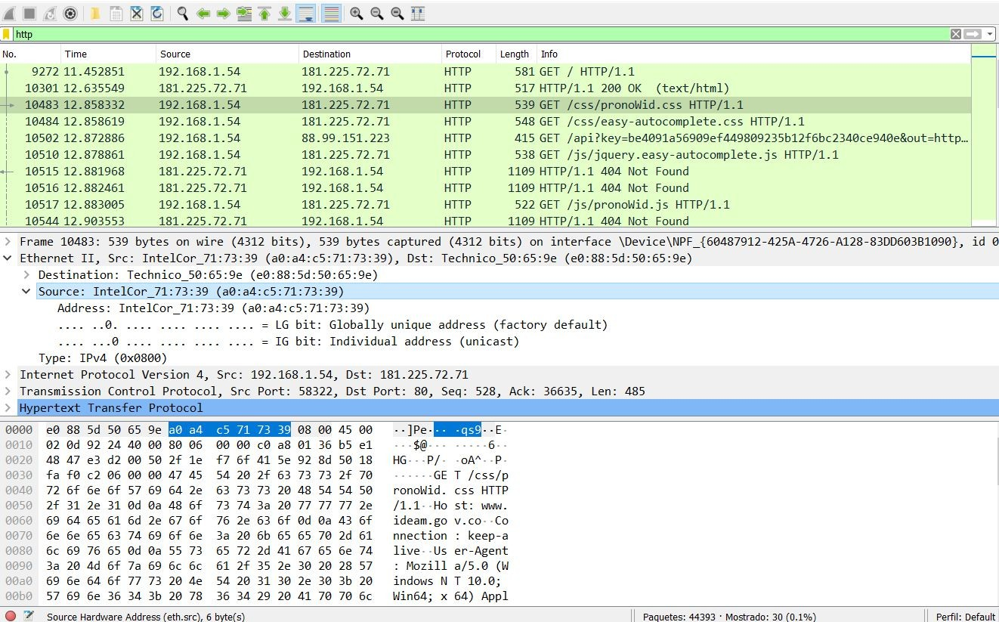 http
No. Time Source Destination Protocol Length Info
9272 11.452851 192.168.1.54 181.225.72.71 HTTP 581 GET / HTTP/1.1
10301 12.635549 181.225.72.71 192.168.1.54 HTTP 517 HTTP/1.1 200 OK (text/html)
10483 12.858332 192.168.1.54 181.225.72.71 HTTP 539 GET /css/pronoWid.css HTTP/1.1
10484 12.858619 192.168.1.54 181.225.72.71 HTTP 548 GET /css/easy-autocomplete.css HTTP/1.1
10502 12.872886 192.168.1.54 88.99.151.223 HTTP 415 GET /api?key=be4091a56909ef449809235b12f6bc2340ce940e&out=http…
10510 12.878861 192.168.1.54 181.225.72.71 HTTP 538 GET /js/jquery.easy-autocomplete.js HTTP/1.1
10515 12.881968 181.225.72.71 192.168.1.54 HTTP 1109 HTTP/1.1 404 Not Found
10516 12.882461 181.225.72.71 192.168.1.54 HTTP 1109 HTTP/1.1 404 Not Found
10517 12.883005 192.168.1.54 181.225.72.71 HTTP 522 GET /js/pronoWid.js HTTP/1.1
10544 12.903553 181.225.72.71 192.168.1.54 HTTP 1109 HTTP/1.1 404 Not Found
Frame 10483: 539 bytes on wire (4312 bits), 539 bytes captured (4312 bits) on interface \Device\NPF_{60487912-425A-4726-A128-83DD603B1090}, id 0
Ethernet II, Src: IntelCor_71:73:39 (a0:a4:c5:71:73:39), Dst: Technico_50:65:9e (e0:88:5d:50:65:9e)
Destination: Technico_50:65:9e (e0:88:5d:50:65:9e)
Source: IntelCor_71:73:39 (a0:a4:c5:71:73:39)
Address: IntelCor_71:73:39 (a0:a4:c5:71:73:39)
.... ..0. .... .... .... .... = LG bit: Globally unique address (factory default)
.... ...0 .... .... .... .... = IG bit: Individual address (unicast)
Type: IPv4 (0x0800)
Internet Protocol Version 4, Src: 192.168.1.54, Dst: 181.225.72.71
Transmission Control Protocol, Src Port: 58322, Dst Port: 80, Seq: 528, Ack: 36635, Len: 485
Hypertext Transfer Protocol
0000 e0 88 5d 50 65 9e a0 a4 c5 71 73 39 08 00 45 00 ··]Pe··· ·qs9··E·
0010 02 0d 92 24 40 00 80 06 00 00 c0 a8 01 36 b5 e1 ···$@··· ·····6··
0020 48 47 e3 d2 00 50 2f 1e f7 6f 41 5e 92 8d 50 18 HG···P/· ·oA^··P·
0030 fa f0 c2 06 00 00 47 45 54 20 2f 63 73 73 2f 70 ······GE T /css/p
0040 72 6f 6e 6f 57 69 64 2e 63 73 73 20 48 54 54 50 ronoWid. css HTTP
0050 2f 31 2e 31 0d 0a 48 6f 73 74 3a 20 77 77 77 2e /1.1··Ho st: www.
0060 69 64 65 61 6d 2e 67 6f 76 2e 63 6f 0d 0a 43 6f ideam.go v.co··Co
0070 6e 6e 65 63 74 69 6f 6e 3a 20 6b 65 65 70 2d 61 nnection : keep-a
0080 6c 69 76 65 0d 0a 55 73 65 72 2d 41 67 65 6e 74 live··Us er-Agent
0090 3a 20 4d 6f 7a 69 6c 6c 61 2f 35 2e 30 20 28 57 : Mozill a/5.0 (W
00a0 69 6e 64 6f 77 73 20 4e 54 20 31 30 2e 30 3b 20 indows N T 10.0;
00b0 57 69 6e 36 34 3b 20 78 36 34 29 20 41 70 70 6c Win64; x 64) Appl
Source Hardware Address (eth.src), 6 byte(s) Paquetes: 44393 · Mostrado: 30 (0.1%) Perfil: Default